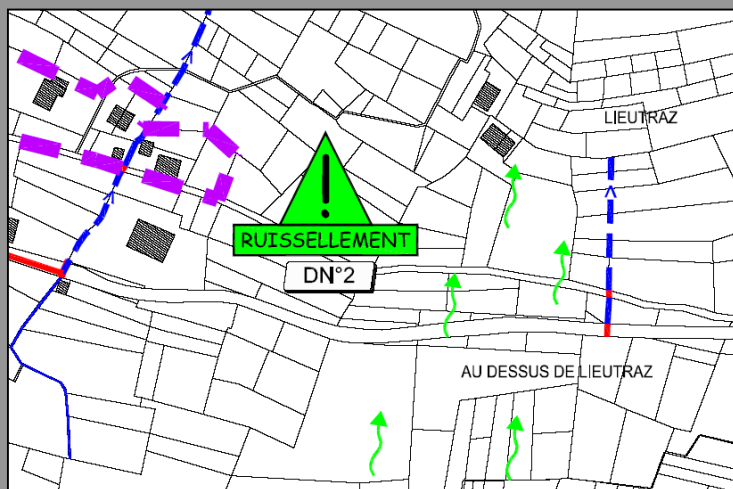 LIEUTRAZ
!
RUISSELLEMENT
DN°2
AU DESSUS DE LIEUTRAZ